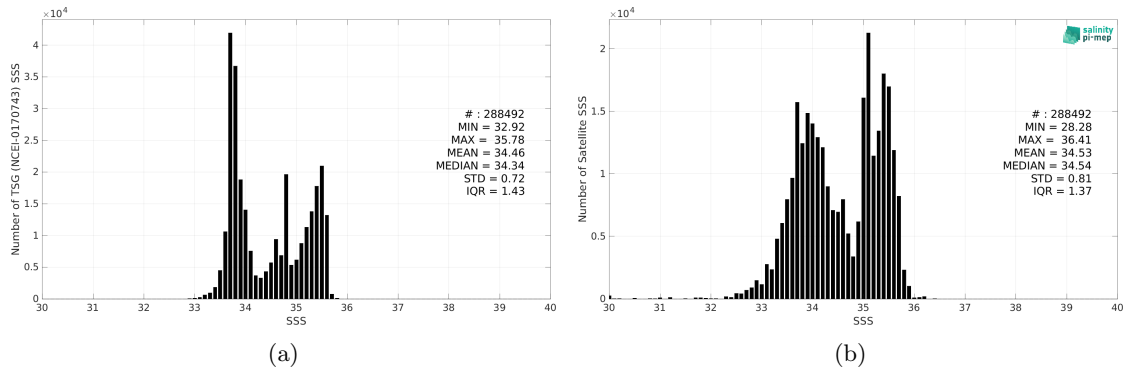 ×10⁴
4
3.5
3
2.5
2
1.5
1
0.5
0
Number of TSG (NCEI-0170743) SSS
# : 288492
MIN = 32.92
MAX = 35.78
MEAN = 34.46
MEDIAN = 34.34
STD = 0.72
IQR = 1.43
30 31 32 33 34 35 36 37 38 39 40
SSS
(a)
×10⁴
2
1.5
1
0.5
0
Number of Satellite SSS
salinity
pi-mep
# : 288492
MIN = 28.28
MAX = 36.41
MEAN = 34.53
MEDIAN = 34.54
STD = 0.81
IQR = 1.37
30 31 32 33 34 35 36 37 38 39 40
SSS
(b)